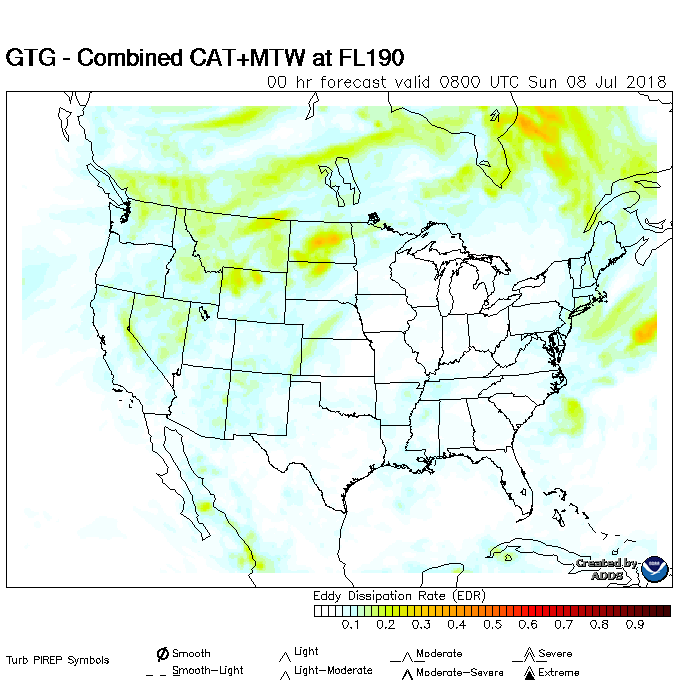 GTG - Combined CAT+MTW at FL190
00 hr forecast valid 0800 UTC Sun 08 Jul 2018
Created by
ADDS
Eddy Dissipation Rate (EDR)
0.1 0.2 0.3 0.4 0.5 0.6 0.7 0.8 0.9
Turb PIREP Symbols
Smooth Light Moderate Severe
Smooth-Light Light-Moderate Moderate-Severe Extreme